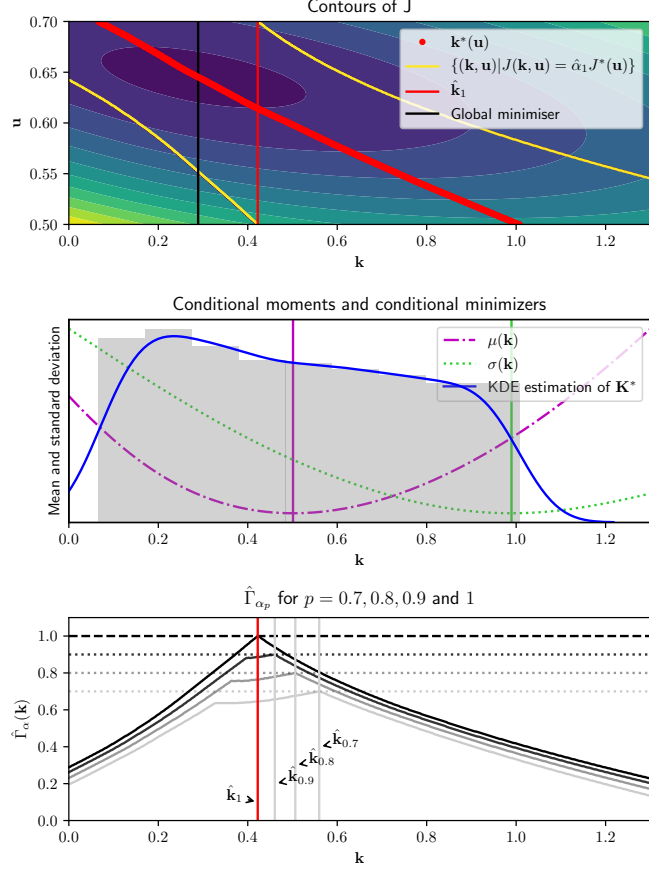 Contours of J
0.70
0.65
0.60
0.55
0.50
u
k*(u)
{(k, u)|J(k, u) = α̂₁J*(u)}
k̂₁
Global minimiser
0.0 0.2 0.4 0.6 0.8 1.0 1.2
k
Conditional moments and conditional minimizers
Mean and standard deviation
μ(k)
σ(k)
KDE estimation of K*
0.0 0.2 0.4 0.6 0.8 1.0 1.2
k
Γ̂_{α_p} for p = 0.7, 0.8, 0.9 and 1
1.0
0.8
0.6
0.4
0.2
0.0
Γ̂_α(k)
k̂₀.₇
k̂₀.₈
k̂₀.₉
k̂₁
0.0 0.2 0.4 0.6 0.8 1.0 1.2
k